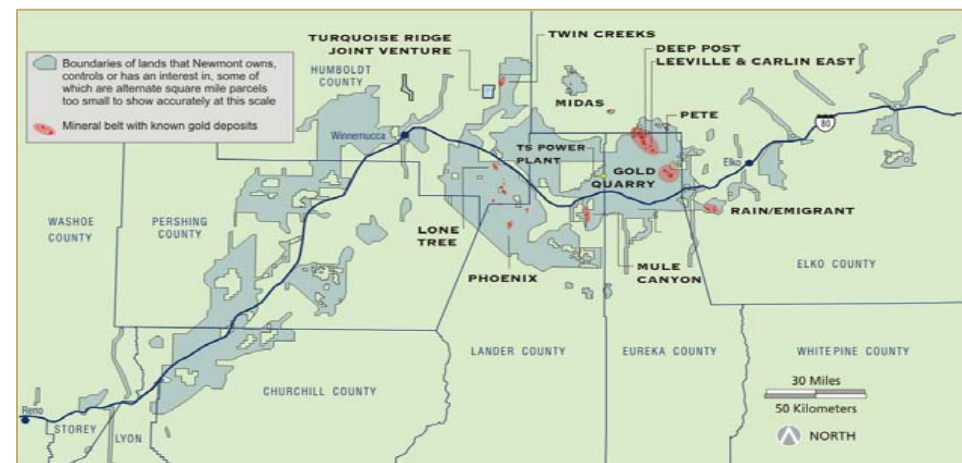 TURQUOISE RIDGE
JOINT VENTURE
TWIN CREEKS
DEEP POST
LEEVILLE & CARLIN EAST
Boundaries of lands that Newmont owns,
controls or has an interest in, some of
which are alternate square mile parcels
too small to show accurately at this scale
Mineral belt with known gold deposits
HUMBOLDT
COUNTY
MIDAS
PETE
80
Winnemucca
TS POWER
PLANT
GOLD
QUARRY
Elko
WASHOE
COUNTY
PERSHING
COUNTY
LONE
TREE
RAIN/EMIGRANT
PHOENIX
MULE
CANYON
ELKO COUNTY
LANDER COUNTY
EUREKA COUNTY
WHITE PINE COUNTY
CHURCHILL COUNTY
30 Miles
50 Kilometers
NORTH
Reno
STOREY
LYON